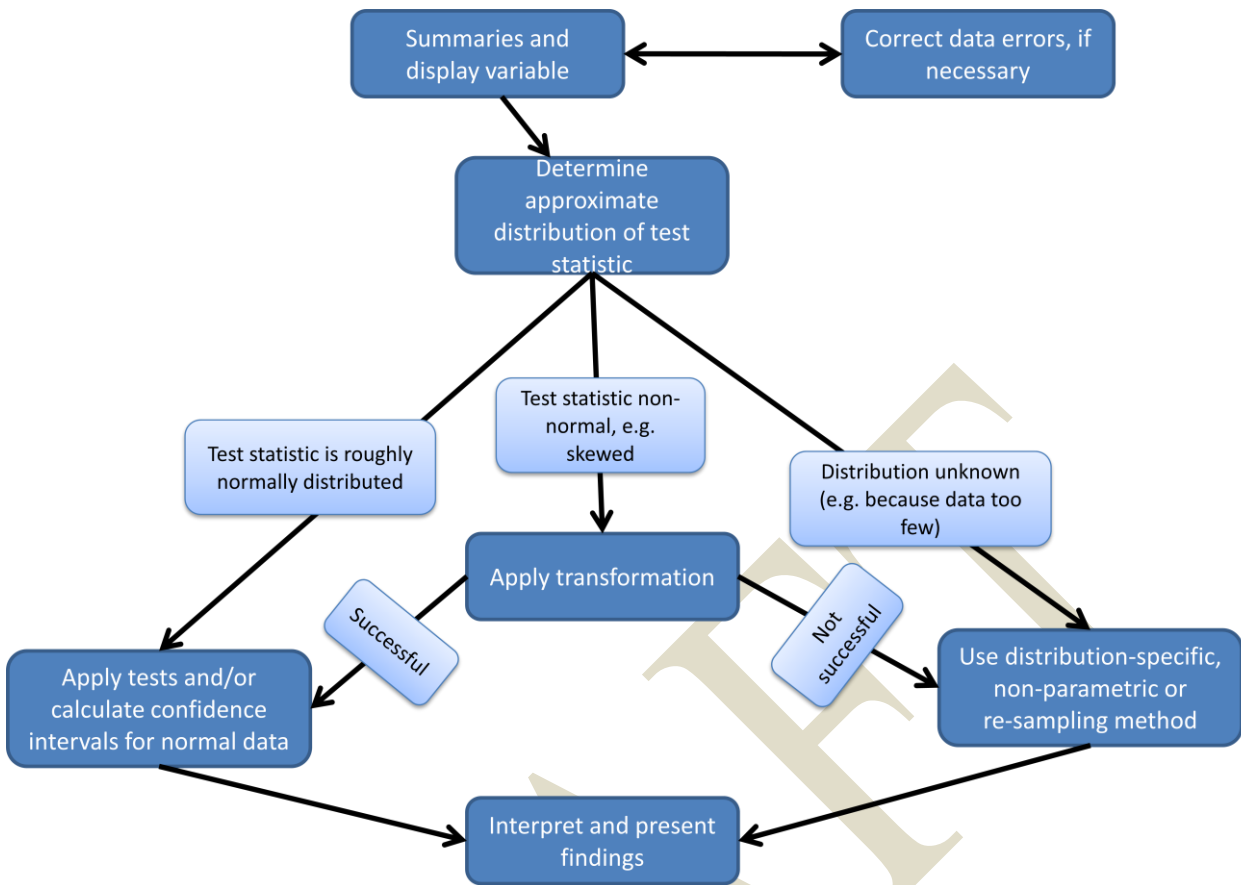 Summaries and
display variable
Correct data errors, if
necessary
Determine
approximate
distribution of test
statistic
Test statistic is roughly
normally distributed
Test statistic non-
normal, e.g.
skewed
Distribution unknown
(e.g. because data too
few)
Apply transformation
Successful
Not
successful
Apply tests and/or
calculate confidence
intervals for normal data
Use distribution-specific,
non-parametric or
re-sampling method
Interpret and present
findings